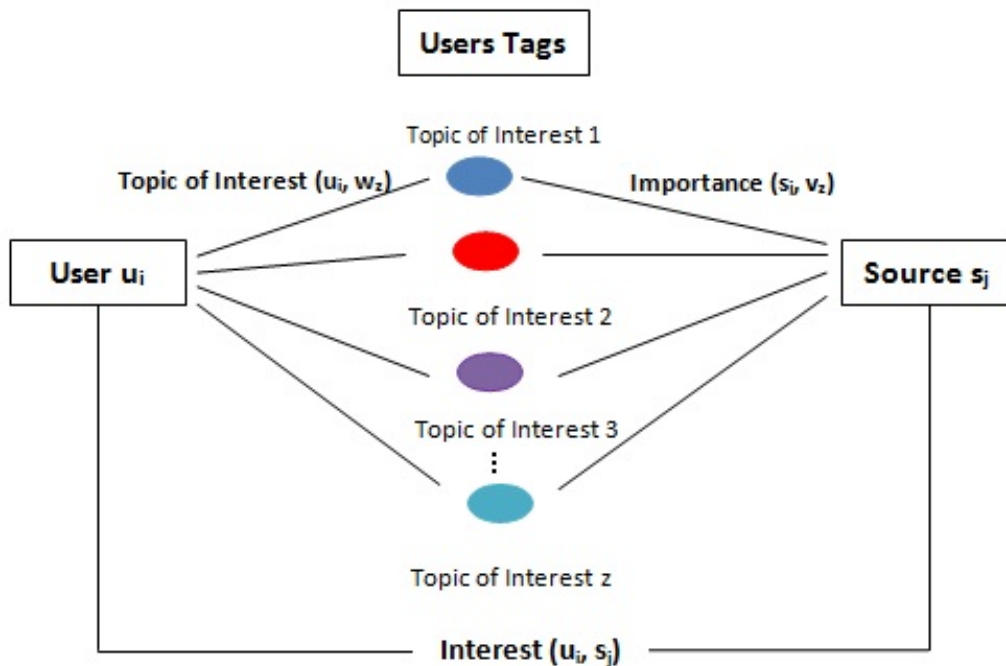 Users Tags
Topic of Interest 1
Topic of Interest (uᵢ, w_z)
Importance (sᵢ, v_z)
User uᵢ
Source sⱼ
Topic of Interest 2
Topic of Interest 3
⋮
Topic of Interest z
Interest (uᵢ, sⱼ)